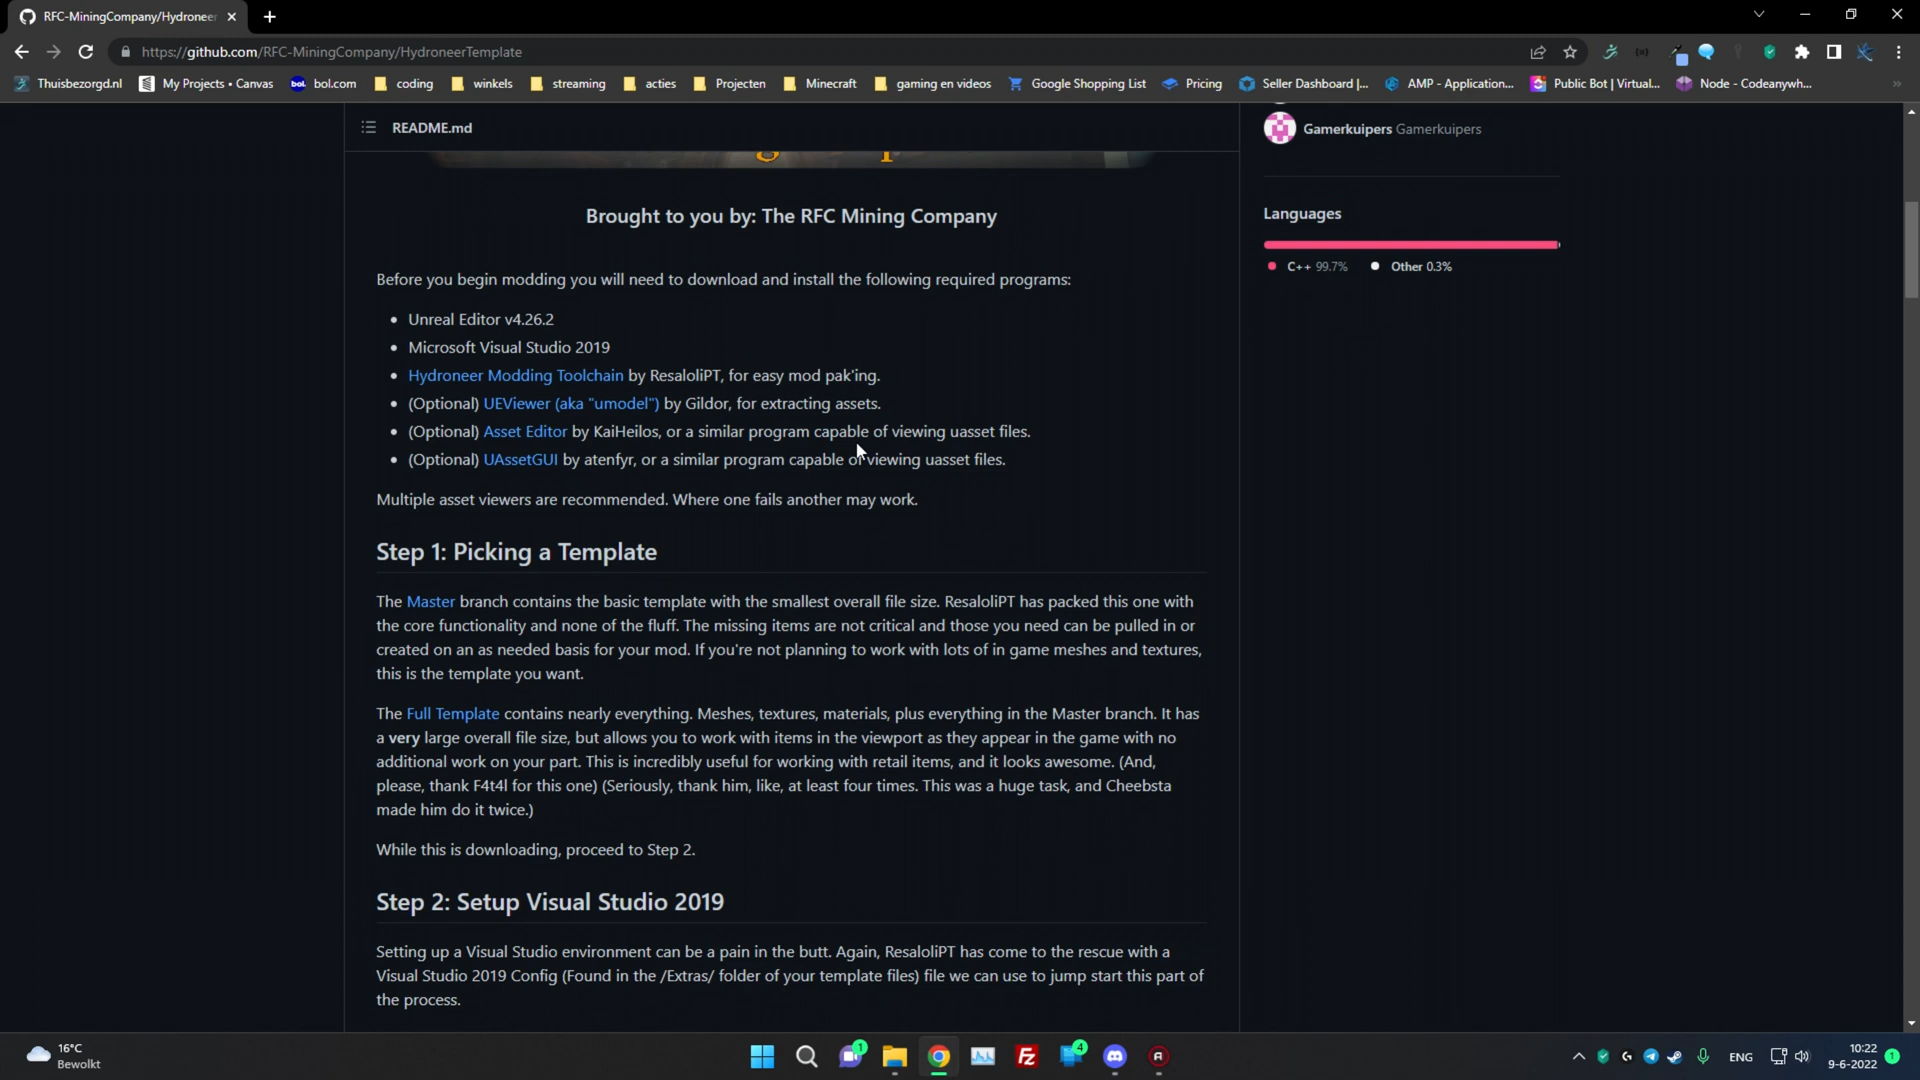 RFC-MiningCompany/Hydroneer
https://github.com/RFC-MiningCompany/HydroneerTemplate
Thuisbezorgd.nl My Projects • Canvas bol.com coding winkels streaming acties Projecten Minecraft gaming en videos Google Shopping List Pricing Seller Dashboard |... AMP - Application... Public Bot | Virtual... Node - Codeanywh...
README.md
Gamerkuipers Gamerkuipers
Brought to you by: The RFC Mining Company
Languages
C++ 99.7% Other 0.3%
Before you begin modding you will need to download and install the following required programs:
• Unreal Editor v4.26.2
• Microsoft Visual Studio 2019
• Hydroneer Modding Toolchain by ResaloliPT, for easy mod pak'ing.
• (Optional) UEViewer (aka "umodel") by Gildor, for extracting assets.
• (Optional) Asset Editor by KaiHeilos, or a similar program capable of viewing uasset files.
• (Optional) UAssetGUI by atenfyr, or a similar program capable of viewing uasset files.
Multiple asset viewers are recommended. Where one fails another may work.
Step 1: Picking a Template
The Master branch contains the basic template with the smallest overall file size. ResaloliPT has packed this one with
the core functionality and none of the fluff. The missing items are not critical and those you need can be pulled in or
created on an as needed basis for your mod. If you're not planning to work with lots of in game meshes and textures,
this is the template you want.
The Full Template contains nearly everything. Meshes, textures, materials, plus everything in the Master branch. It has
a very large overall file size, but allows you to work with items in the viewport as they appear in the game with no
additional work on your part. This is incredibly useful for working with retail items, and it looks awesome. (And,
please, thank F4t4l for this one) (Seriously, thank him, like, at least four times. This was a huge task, and Cheebsta
made him do it twice.)
While this is downloading, proceed to Step 2.
Step 2: Setup Visual Studio 2019
Setting up a Visual Studio environment can be a pain in the butt. Again, ResaloliPT has come to the rescue with a
Visual Studio 2019 Config (Found in the /Extras/ folder of your template files) file we can use to jump start this part of
the process.
16°C
Bewolkt
1
4
ENG
10:22
9-6-2022
1